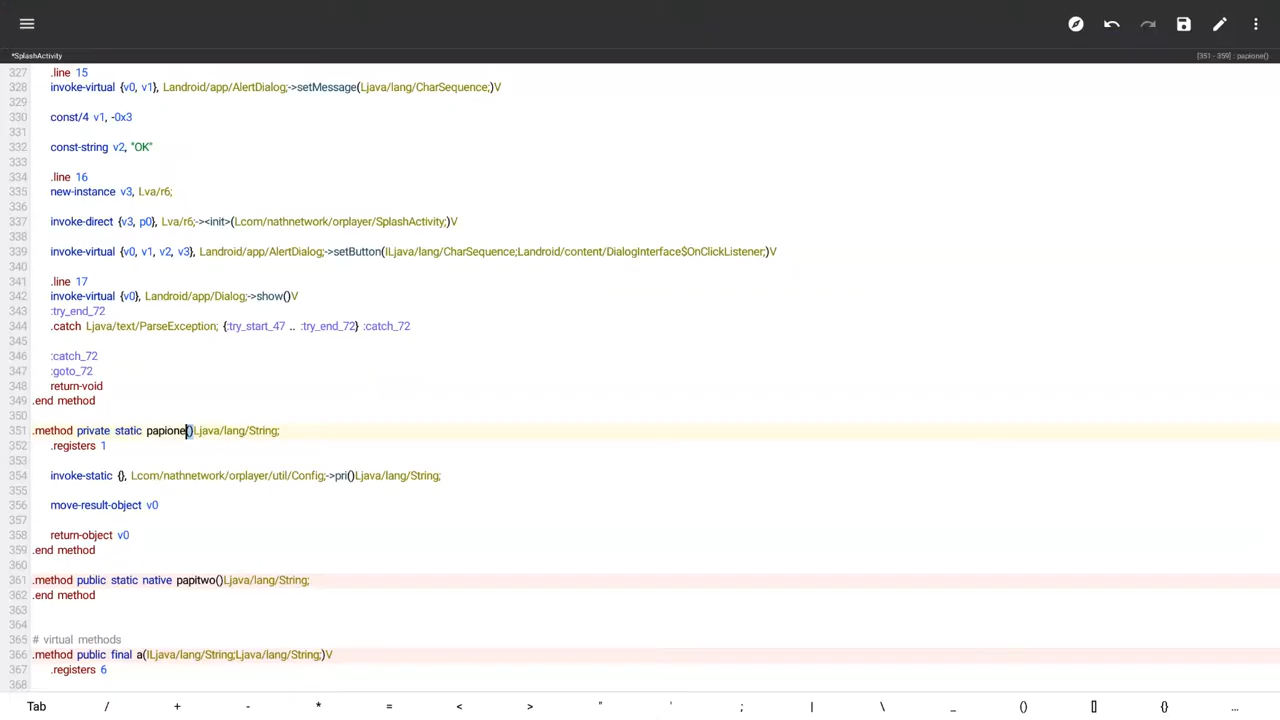 *SplashActivity
[351 - 359] : papione()
327 .line 15
328 invoke-virtual {v0, v1}, Landroid/app/AlertDialog;->setMessage(Ljava/lang/CharSequence;)V
329
330 const/4 v1, -0x3
331
332 const-string v2, "OK"
333
334 .line 16
335 new-instance v3, Lva/r6;
336
337 invoke-direct {v3, p0}, Lva/r6;-><init>(Lcom/nathnetwork/orplayer/SplashActivity;)V
338
339 invoke-virtual {v0, v1, v2, v3}, Landroid/app/AlertDialog;->setButton(ILjava/lang/CharSequence;Landroid/content/DialogInterface$OnClickListener;)V
340
341 .line 17
342 invoke-virtual {v0}, Landroid/app/Dialog;->show()V
343 :try_end_72
344 .catch Ljava/text/ParseException; {:try_start_47 .. :try_end_72} :catch_72
345
346 :catch_72
347 :goto_72
348 return-void
349 .end method
350
351 .method private static papione()Ljava/lang/String;
352 .registers 1
353
354 invoke-static {}, Lcom/nathnetwork/orplayer/util/Config;->pri()Ljava/lang/String;
355
356 move-result-object v0
357
358 return-object v0
359 .end method
360
361 .method public static native papitwo()Ljava/lang/String;
362 .end method
363
364
365 # virtual methods
366 .method public final a(ILjava/lang/String;Ljava/lang/String;)V
367 .registers 6
368
Tab / + - * = < > " ' ; | \ _ () [] {} ...